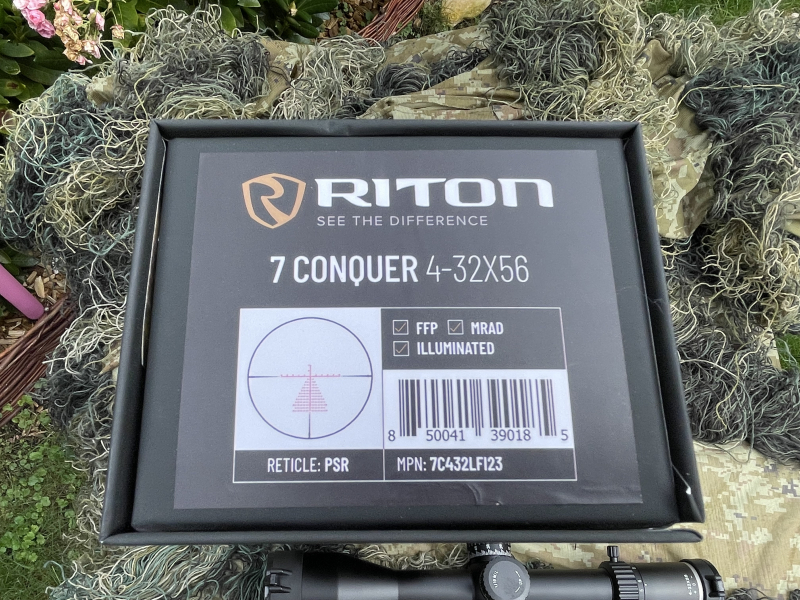 RITON
SEE THE DIFFERENCE
7 CONQUER 4-32X56
FFP MRAD
ILLUMINATED
8 50041 39018 5
RETICLE: PSR
MPN: 7C432LFI23